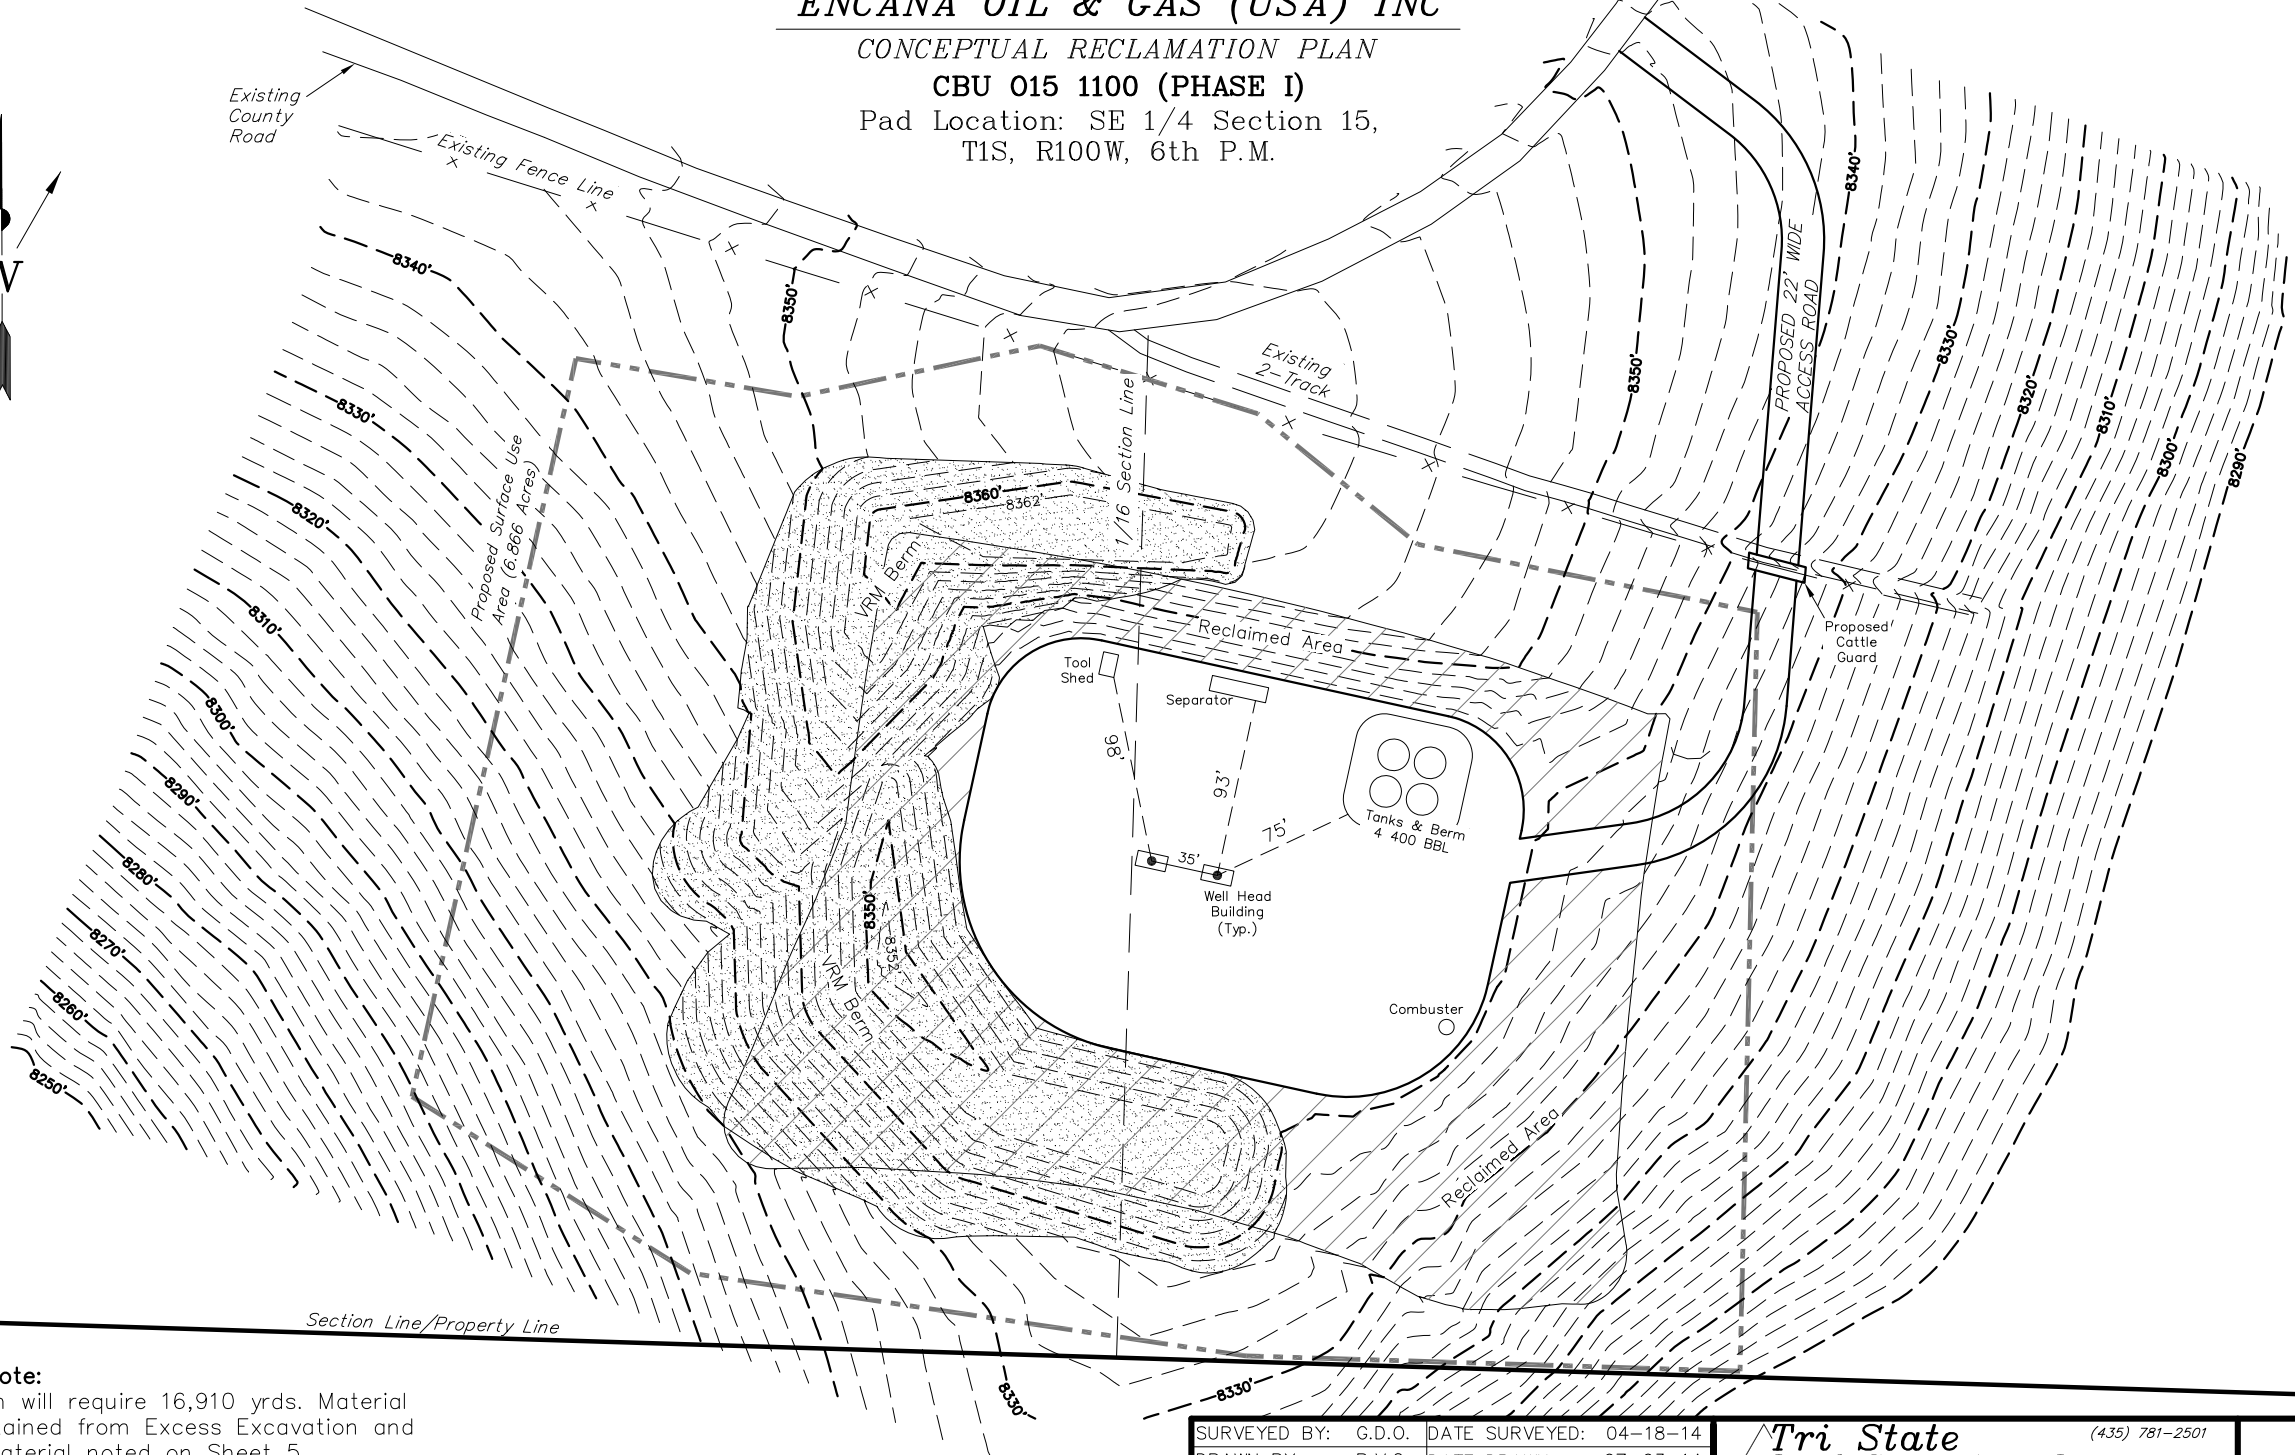 ENCANA OIL & GAS (USA) INC
CONCEPTUAL RECLAMATION PLAN
CBU O15 1100 (PHASE I)
Pad Location: SE 1/4 Section 15,
T1S, R100W, 6th P.M.
Existing
County
Road
Existing Fence Line
8340'
8350'
8340'
PROPOSED 22' WIDE
ACCESS ROAD
Existing
2-Track
8350'
8330'
8320'
8310'
8300'
8290'
8330'
Proposed Surface Use
Area (6.866 Acres)
1/16 Section Line
8360'
8362'
8320'
VRM Berm
8310'
Reclaimed Area
Proposed
Cattle
Guard
Tool
Shed
Separator
8300'
98'
93'
8290'
75'
Tanks & Berm
4 400 BBL
35'
8280'
Well Head
Building
(Typ.)
8350'
8352'
8270'
VRM Berm
8260'
Combuster
8250'
Reclaimed Area
Section Line/Property Line
8330'
8330'
ote:
will require 16,910 yrds. Material
ained from Excess Excavation and
aterial noted on Sheet 5
SURVEYED BY: G.D.O. DATE SURVEYED: 04-18-14
Tri State
(435) 781-2501